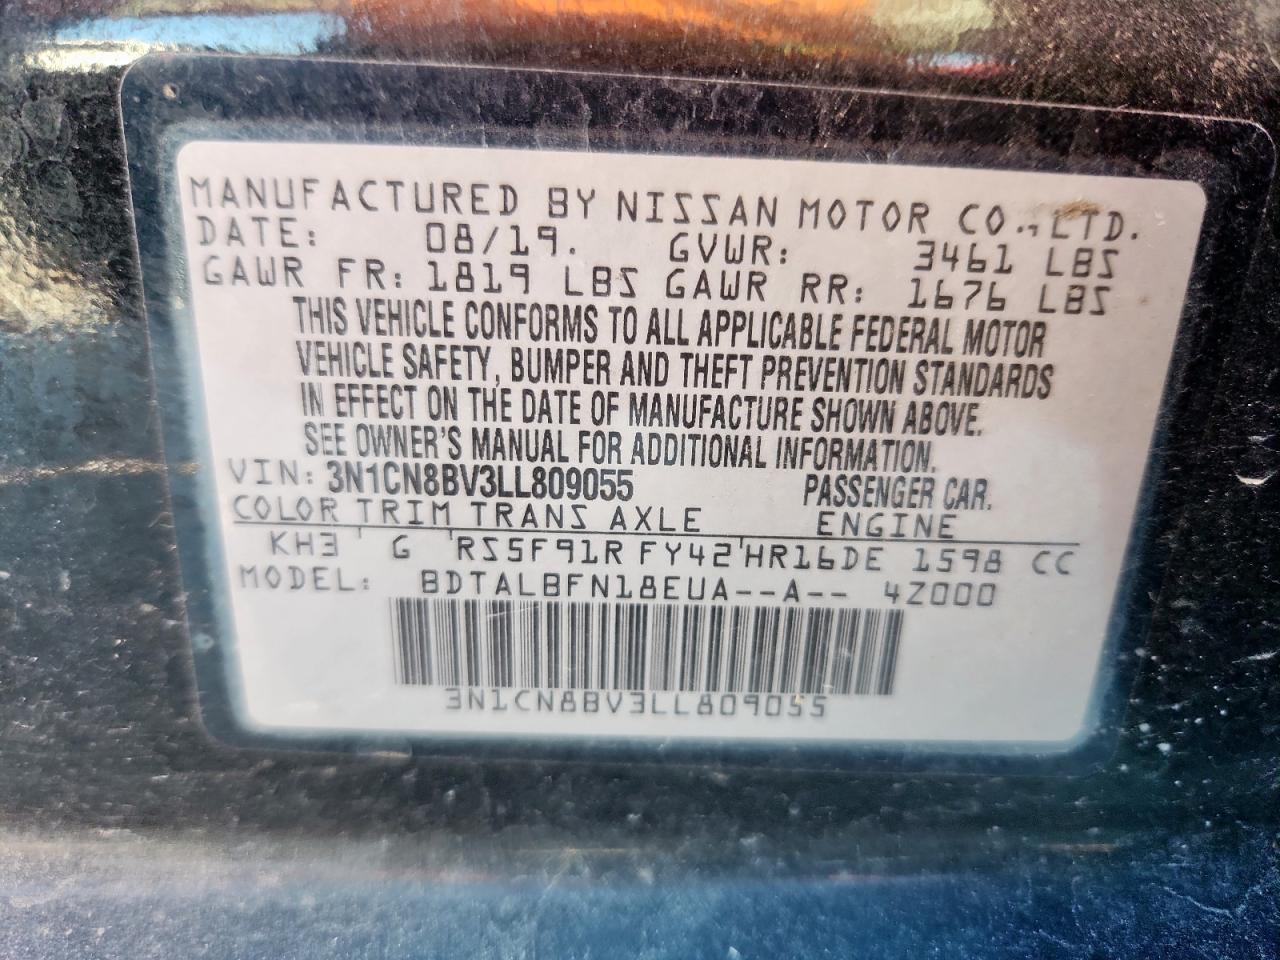 MANUFACTURED BY NISSAN MOTOR CO.,LTD.
DATE: 08/19. GVWR: 3461 LBS
GAWR FR: 1819 LBS GAWR RR: 1676 LBS
THIS VEHICLE CONFORMS TO ALL APPLICABLE FEDERAL MOTOR
VEHICLE SAFETY, BUMPER AND THEFT PREVENTION STANDARDS
IN EFFECT ON THE DATE OF MANUFACTURE SHOWN ABOVE.
SEE OWNER'S MANUAL FOR ADDITIONAL INFORMATION.
VIN: 3N1CN8BV3LL809055 PASSENGER CAR.
COLOR TRIM TRANS AXLE ENGINE
KH3 G RS5F91R FY42 HR16DE 1598 CC
MODEL: BDTALBFN18EUA--A-- 4Z000
3N1CN8BV3LL809055